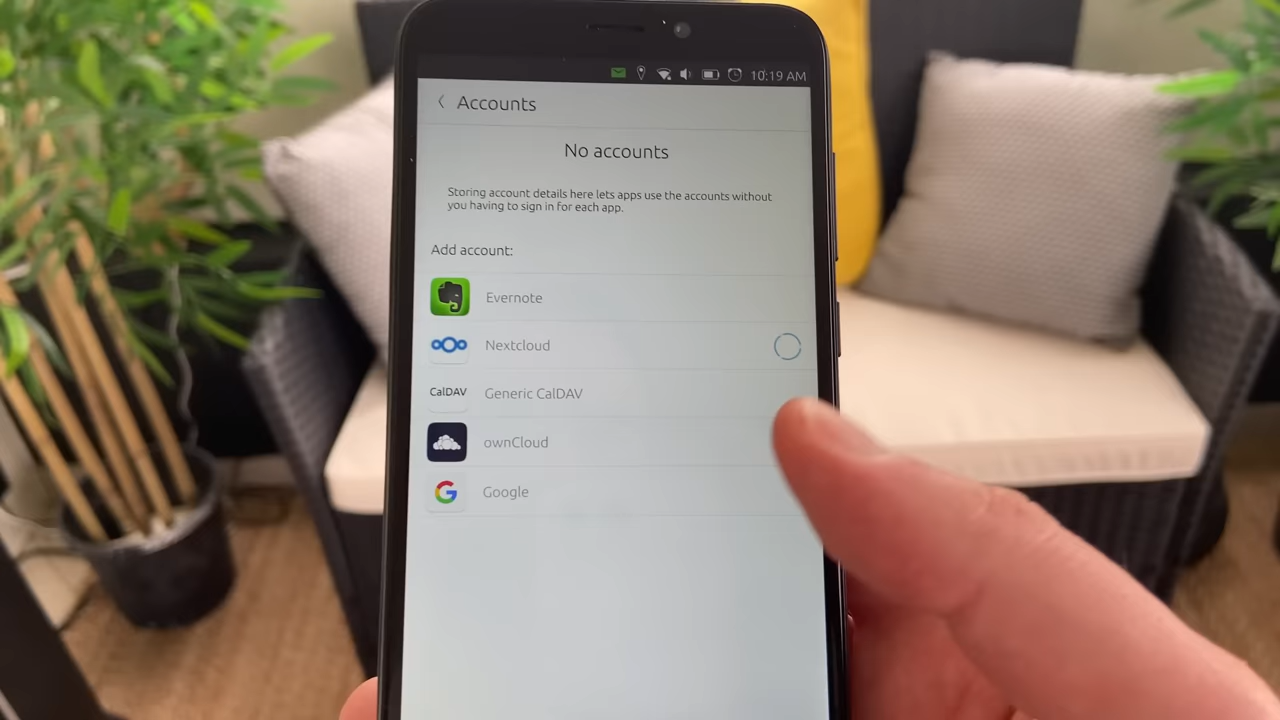 10:19 AM
Accounts
No accounts
Storing account details here lets apps use the accounts without
you having to sign in for each app.
Add account:
Evernote
Nextcloud
CalDAV Generic CalDAV
ownCloud
Google